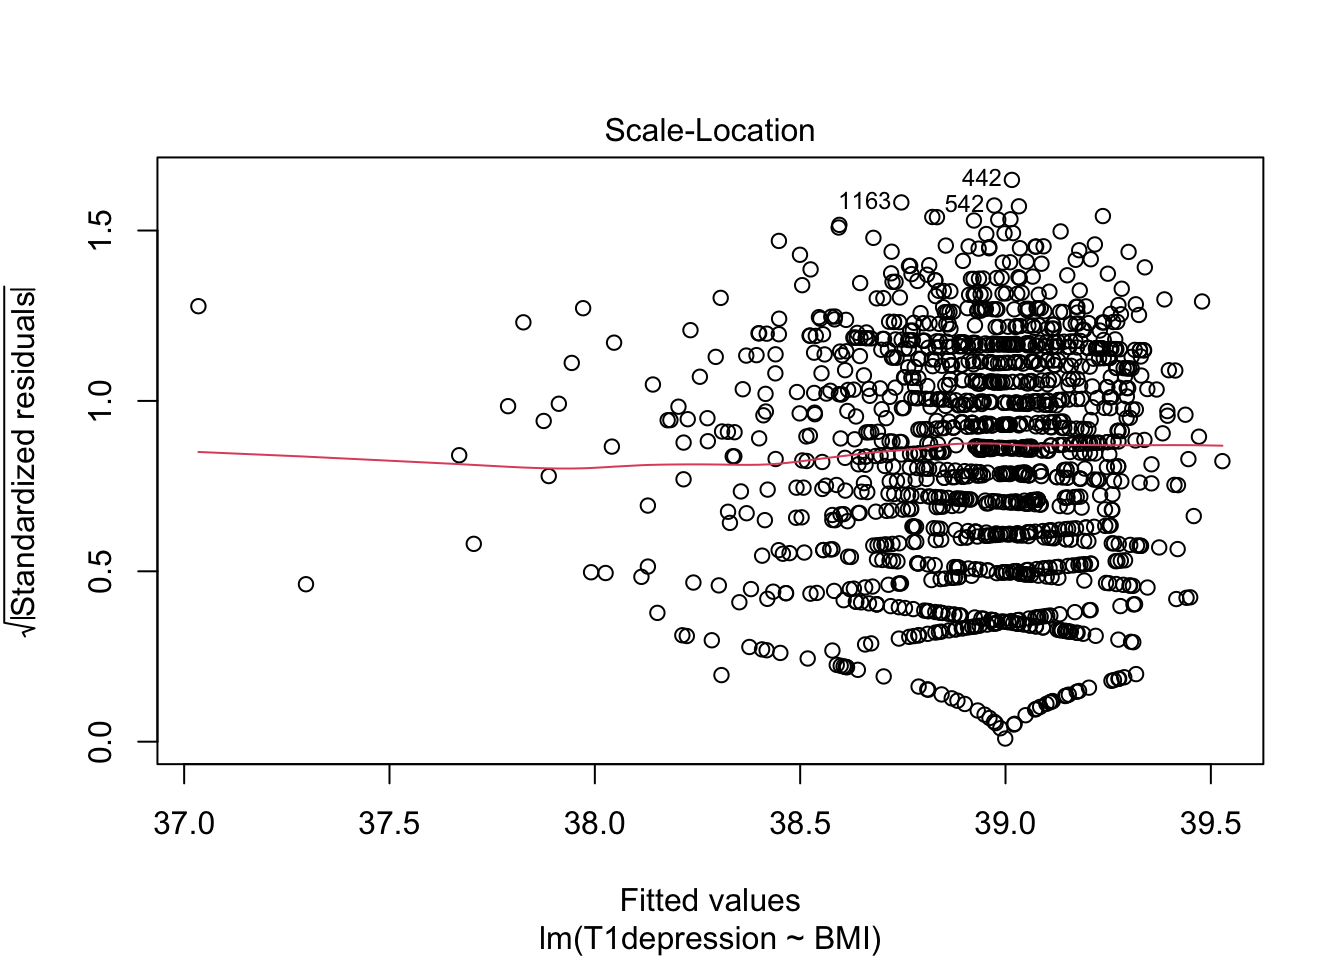 Scale-Location
442
1163
542
1.5
1.0
0.5
0.0
√|Standardized residuals|
37.0 37.5 38.0 38.5 39.0 39.5
Fitted values
lm(T1depression ~ BMI)